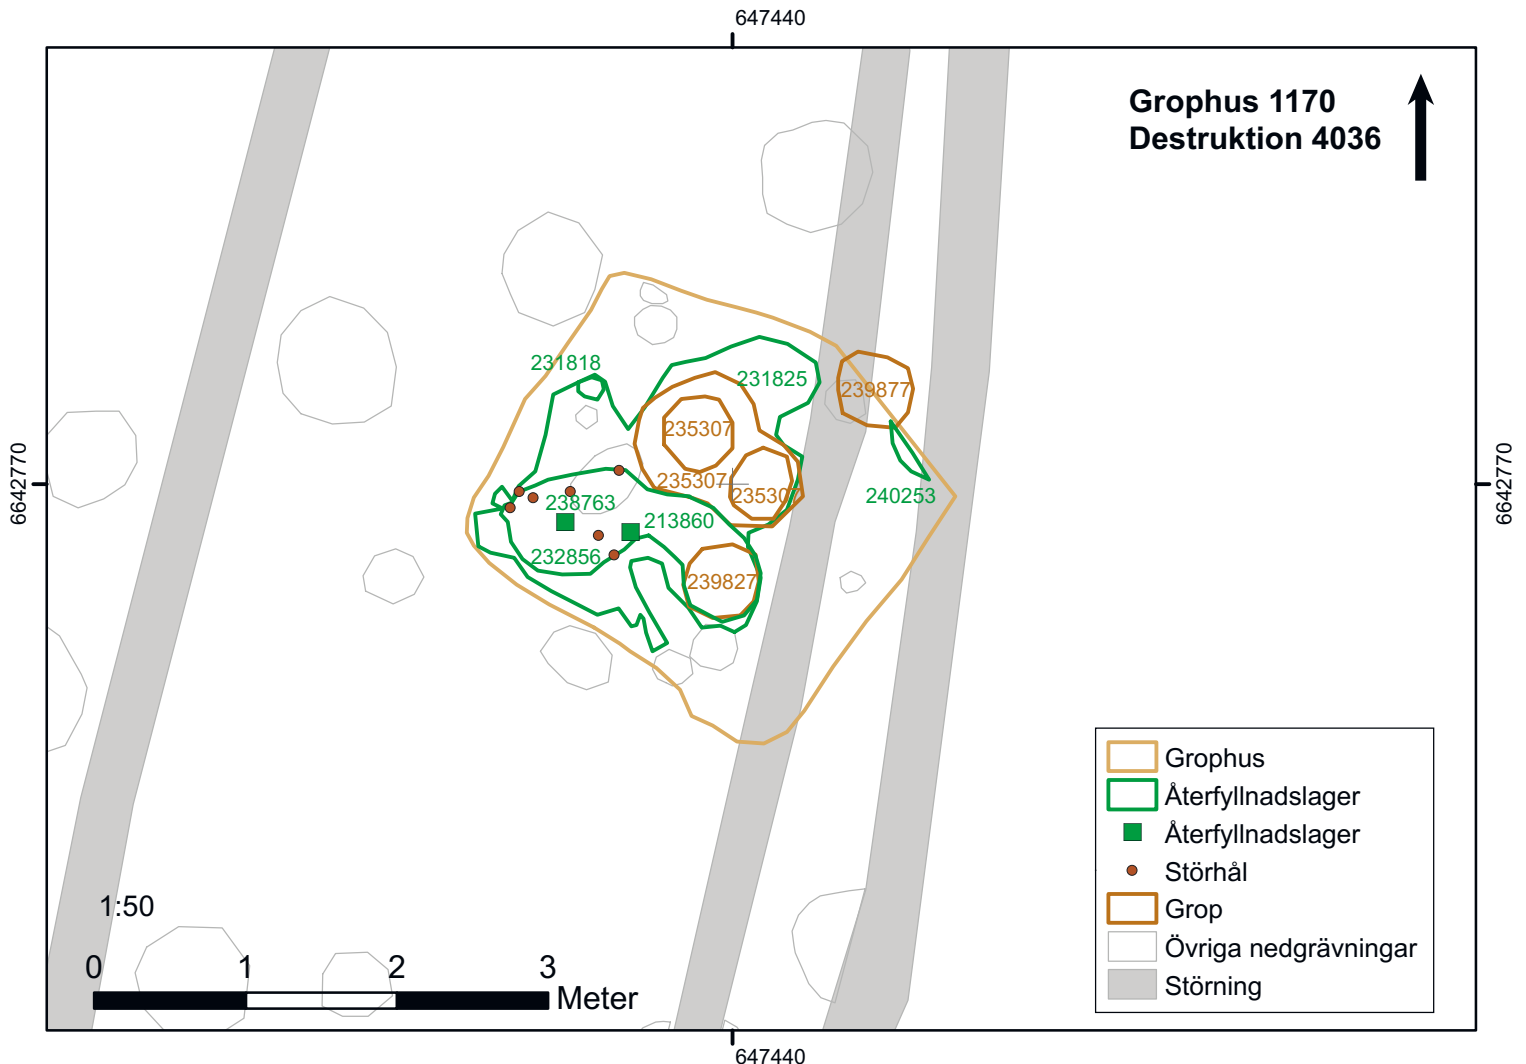 647440
Grophus 1170
Destruktion 4036
231818
231825
239877
235307
235307
235307
240253
238763
213860
232856
239827
6642770
6642770
1:50
0 1 2 3
Meter
Grophus
Återfyllnadslager
Återfyllnadslager
Störhål
Grop
Övriga nedgrävningar
Störning
647440